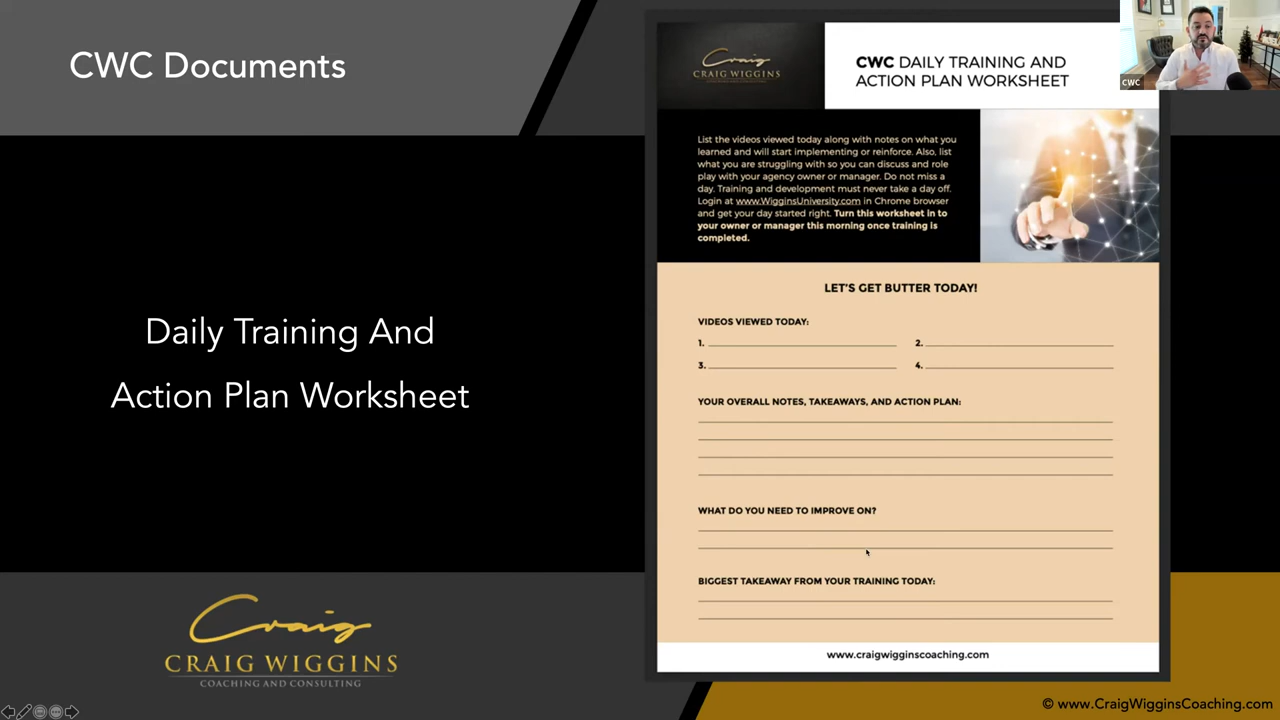 CWC Documents
Daily Training And
Action Plan Worksheet
Craig
CRAIG WIGGINS
COACHING AND CONSULTING
Craig
CRAIG WIGGINS
CWC DAILY TRAINING AND
ACTION PLAN WORKSHEET
CWC
List the videos viewed today along with notes on what you
learned and will start implementing or reinforce. Also, list
what you are struggling with so you can discuss and role
play with your agency owner or manager. Do not miss a
day. Training and development must never take a day off.
Login at www.WigginsUniversity.com in Chrome browser
and get your day started right. Turn this worksheet in to
your owner or manager this morning once training is
completed.
LET'S GET BUTTER TODAY!
VIDEOS VIEWED TODAY:
1. 2.
3. 4.
YOUR OVERALL NOTES, TAKEAWAYS, AND ACTION PLAN:
WHAT DO YOU NEED TO IMPROVE ON?
BIGGEST TAKEAWAY FROM YOUR TRAINING TODAY:
www.craigwigginscoaching.com
© www.CraigWigginsCoaching.com